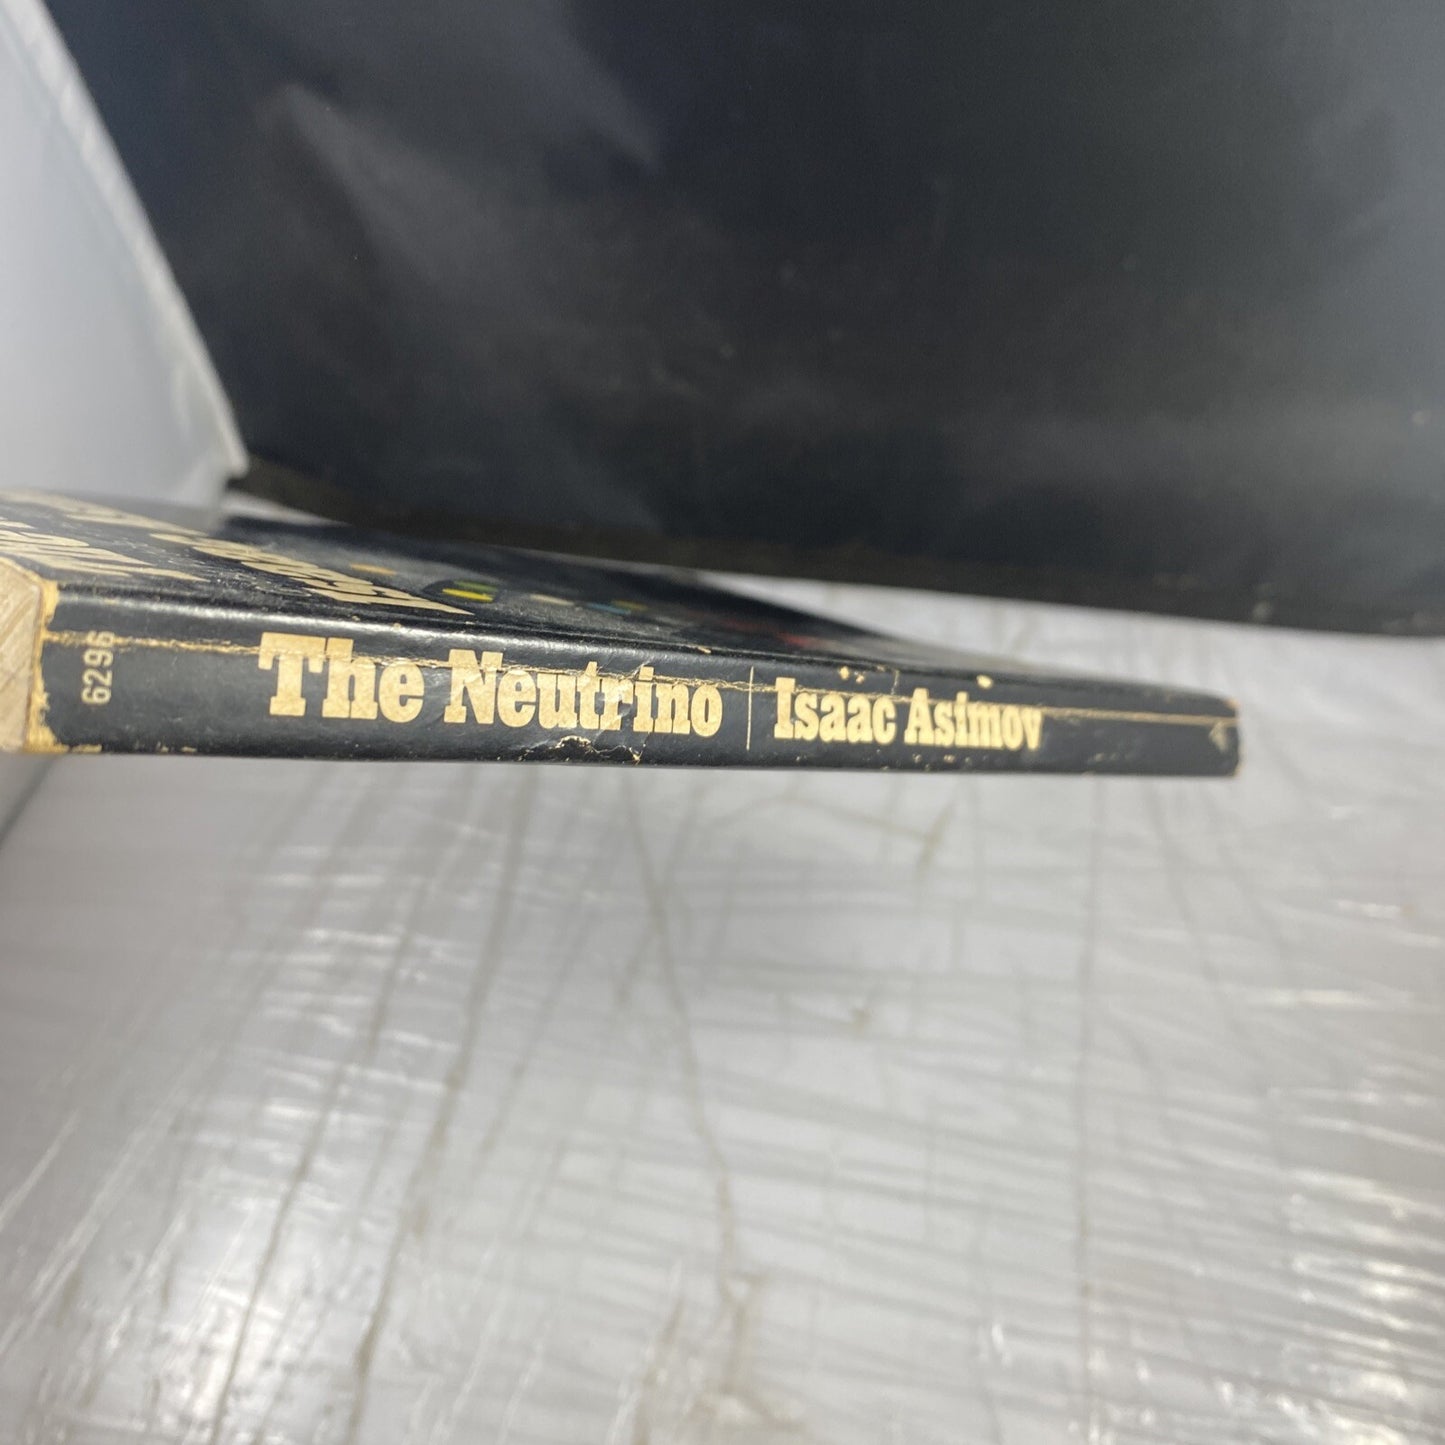 6296
The Neutrino | Isaac Asimov